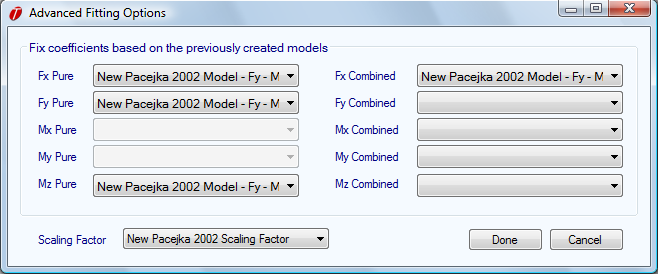 Advanced Fitting Options
Fix coefficients based on the previously created models
Fx Pure New Pacejka 2002 Model - Fy - M Fx Combined New Pacejka 2002 Model - Fy - M
Fy Pure New Pacejka 2002 Model - Fy - M Fy Combined
Mx Pure Mx Combined
My Pure My Combined
Mz Pure New Pacejka 2002 Model - Fy - M Mz Combined
Scaling Factor New Pacejka 2002 Scaling Factor Done Cancel